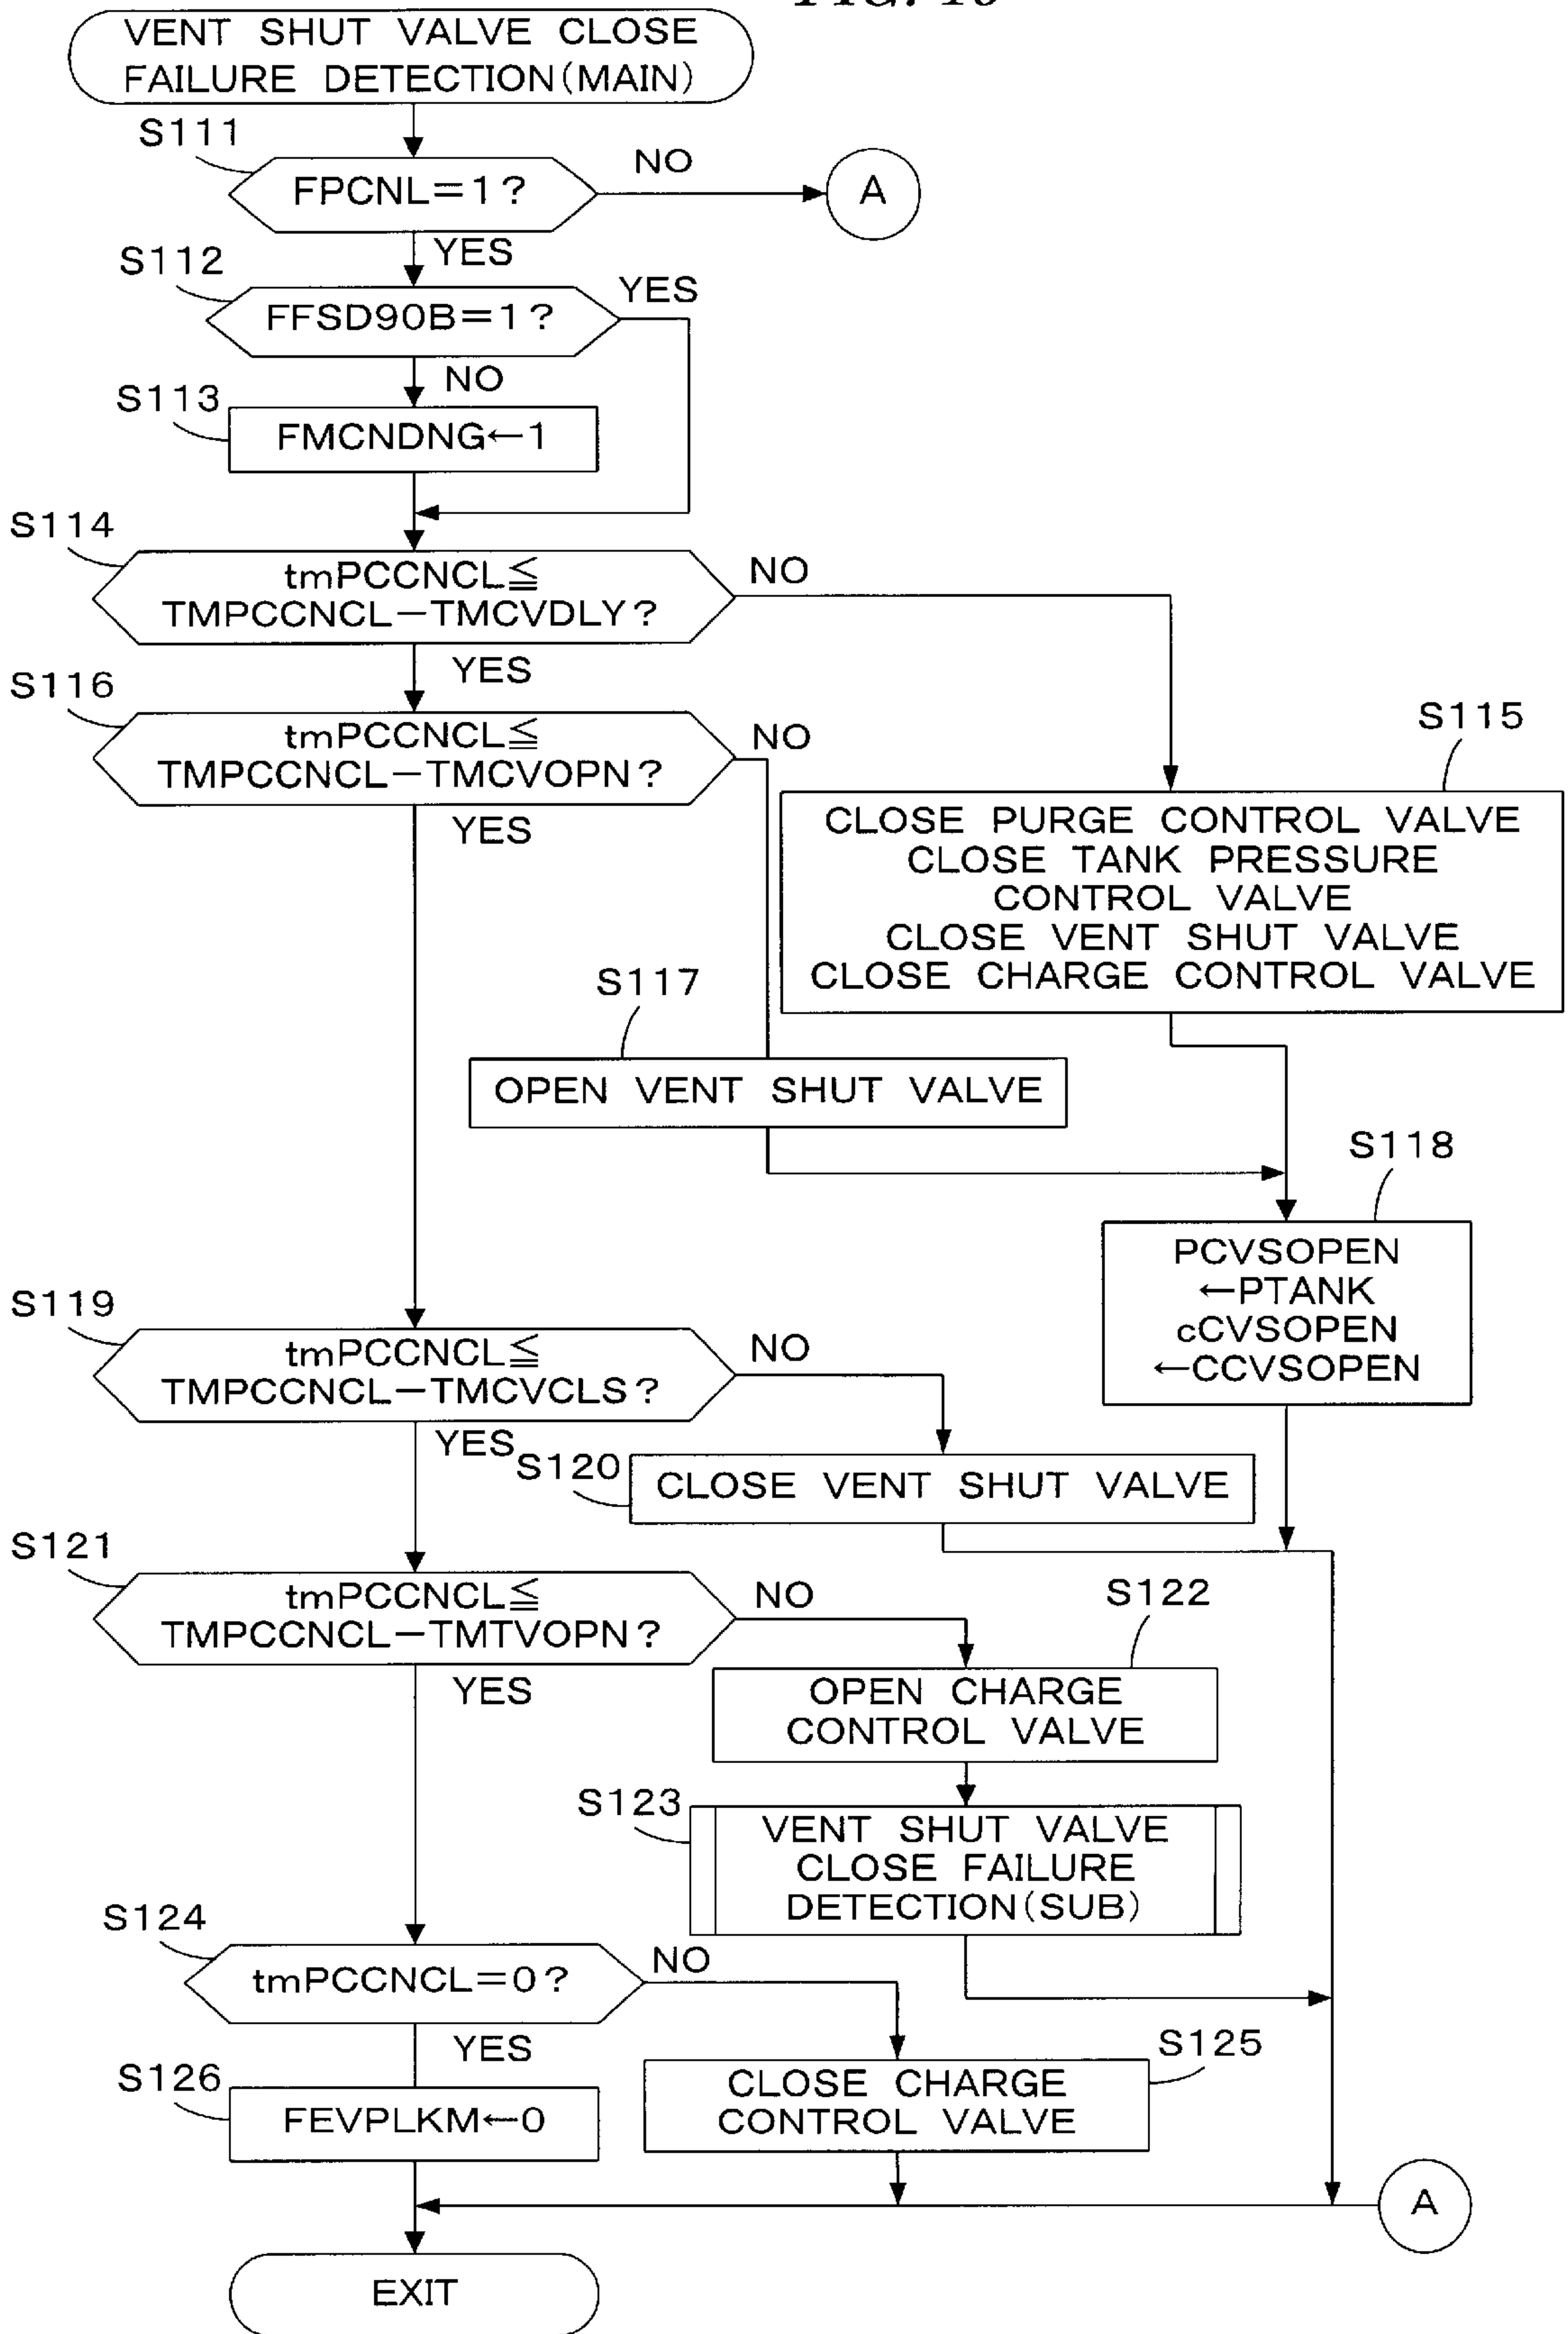 VENT SHUT VALVE CLOSE
FAILURE DETECTION(MAIN)
S111
FPCNL=1?
NO
A
YES
S112
FFSD90B=1?
YES
NO
S113
FMCNDNG←1
S114
tmPCCNCL≦
TMPCCNCL−TMCVDLY?
NO
YES
S116
tmPCCNCL≦
TMPCCNCL−TMCVOPN?
NO
YES
S115
CLOSE PURGE CONTROL VALVE
CLOSE TANK PRESSURE
CONTROL VALVE
CLOSE VENT SHUT VALVE
CLOSE CHARGE CONTROL VALVE
S117
OPEN VENT SHUT VALVE
S118
PCVSOPEN
←PTANK
cCVSOPEN
←CCVSOPEN
S119
tmPCCNCL≦
TMPCCNCL−TMCVCLS?
NO
YES
S120
CLOSE VENT SHUT VALVE
S121
tmPCCNCL≦
TMPCCNCL−TMTVOPN?
NO
YES
S122
OPEN CHARGE
CONTROL VALVE
S123
VENT SHUT VALVE
CLOSE FAILURE
DETECTION(SUB)
S124
tmPCCNCL=0?
NO
YES
S125
CLOSE CHARGE
CONTROL VALVE
S126
FEVPLKM←0
A
EXIT